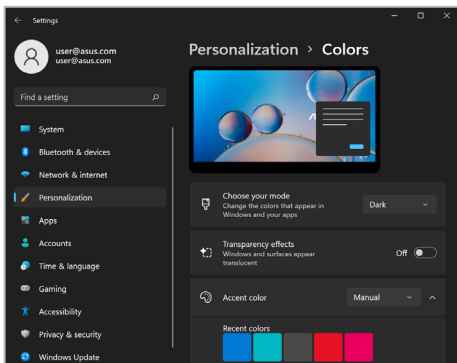 Settings
user@asus.com
user@asus.com
Find a setting
System
Bluetooth & devices
Network & internet
Personalization
Apps
Accounts
Time & language
Gaming
Accessibility
Privacy & security
Windows Update
Personalization > Colors
Choose your mode
Change the colors that appear in
Windows and your apps
Dark
Transparency effects
Windows and surfaces appear
translucent
Off
Accent color
Manual
Recent colors